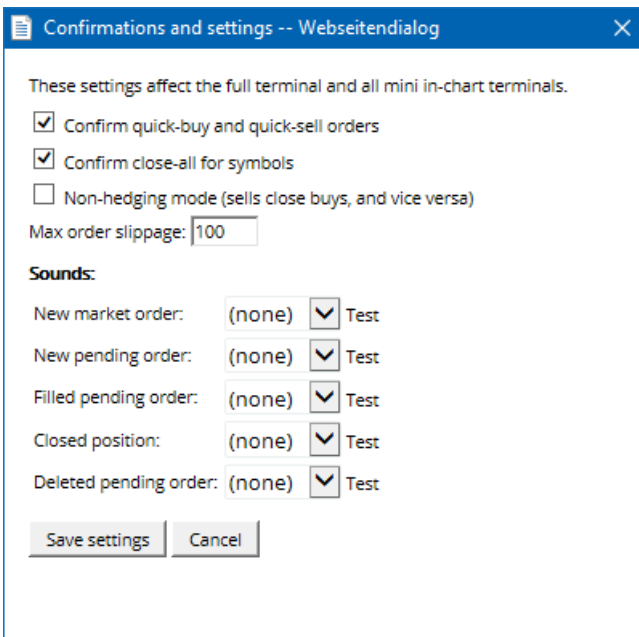 Confirmations and settings -- Webseitendialog
These settings affect the full terminal and all mini in-chart terminals.
Confirm quick-buy and quick-sell orders
Confirm close-all for symbols
Non-hedging mode (sells close buys, and vice versa)
Max order slippage: 100
Sounds:
New market order: (none) Test
New pending order: (none) Test
Filled pending order: (none) Test
Closed position: (none) Test
Deleted pending order: (none) Test
Save settings Cancel